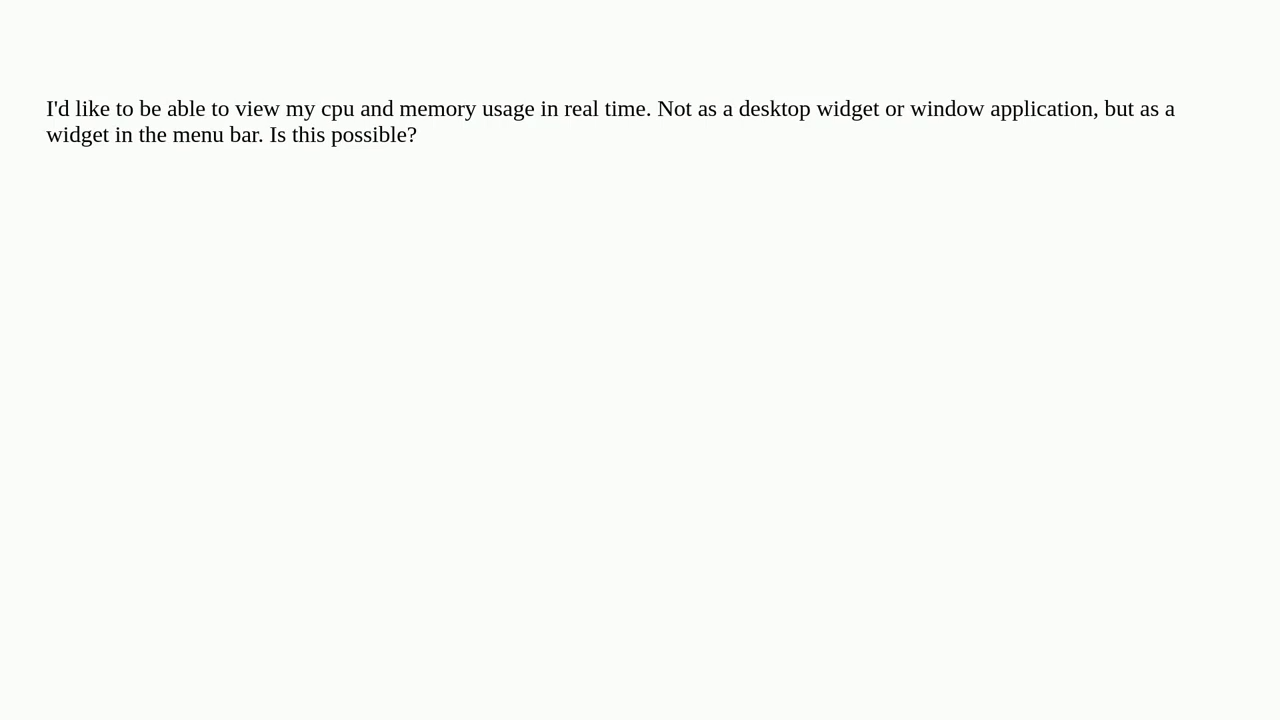 I'd like to be able to view my cpu and memory usage in real time. Not as a desktop widget or window application, but as a
widget in the menu bar. Is this possible?